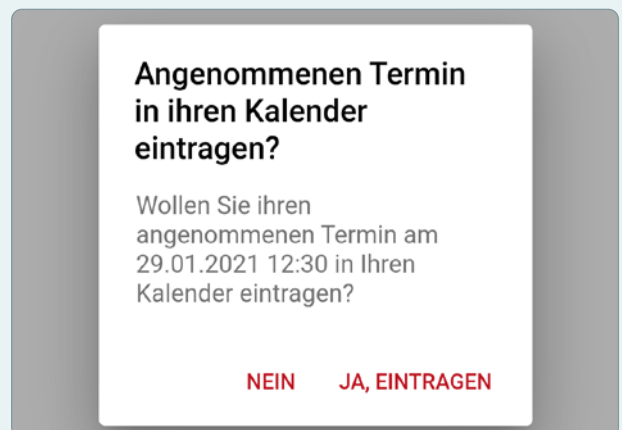 Angenommenen Termin
in ihren Kalender
eintragen?
Wollen Sie ihren
angenommenen Termin am
29.01.2021 12:30 in Ihren
Kalender eintragen?
NEIN JA, EINTRAGEN